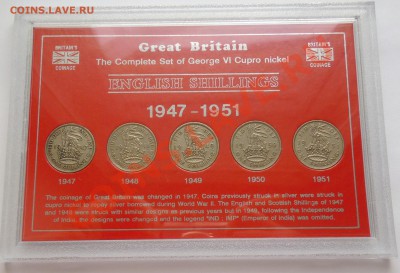 COINS.LAVE.RU
Great Britain
BRITAIN'S COINAGE
The Complete Set of George VI Cupro nickel
BRITAIN'S COINAGE
ENGLISH SHILLINGS
1947-1951
1947 1948 1949 1950 1951
The coinage of Great Britain was changed in 1947. Coins previously struck in silver were struck in
cupro nickel to repay silver borrowed during World War II. The English and Scottish Shillings of 1947
and 1948 were struck with similar designs as previous years but in 1949, following the Independence
of India, the designs were changed and the legend "IND : IMP" (Emperor of India) was omitted.